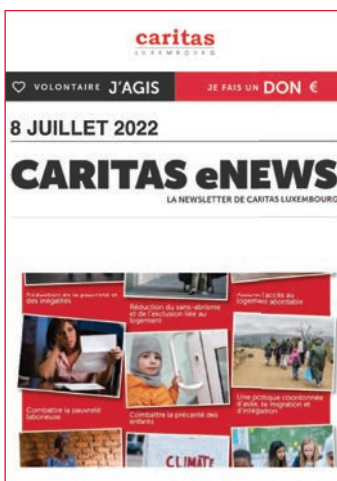 caritas
LUXEMBOURG
VOLONTAIRE J'AGIS
JE FAIS UN DON €
8 JUILLET 2022
CARITAS eNEWS
LA NEWSLETTER DE CARITAS LUXEMBOURG
Réduction de la pauvreté et
des inégalités
Réduction du sans-abrisme
et de l'exclusion liée au
logement
l'accès au
logement abordable
Combattre la pauvreté
laborieuse
Combattre la précarité des
enfants
Une politique coordonnée
d'asile, de migration et
d'intégration
CLIMATE